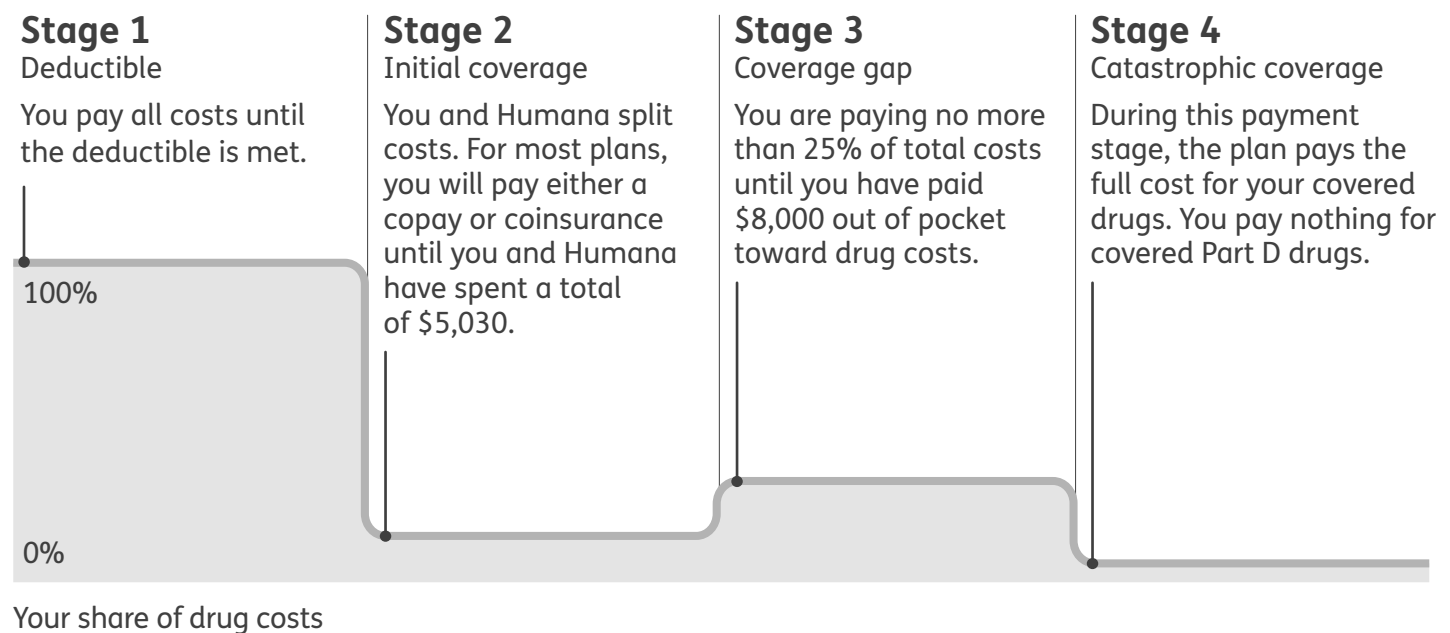 Stage 1
Deductible
You pay all costs until
the deductible is met.
100%
0%
Stage 2
Initial coverage
You and Humana split
costs. For most plans,
you will pay either a
copay or coinsurance
until you and Humana
have spent a total
of $5,030.
Stage 3
Coverage gap
You are paying no more
than 25% of total costs
until you have paid
$8,000 out of pocket
toward drug costs.
Stage 4
Catastrophic coverage
During this payment
stage, the plan pays the
full cost for your covered
drugs. You pay nothing for
covered Part D drugs.
Your share of drug costs